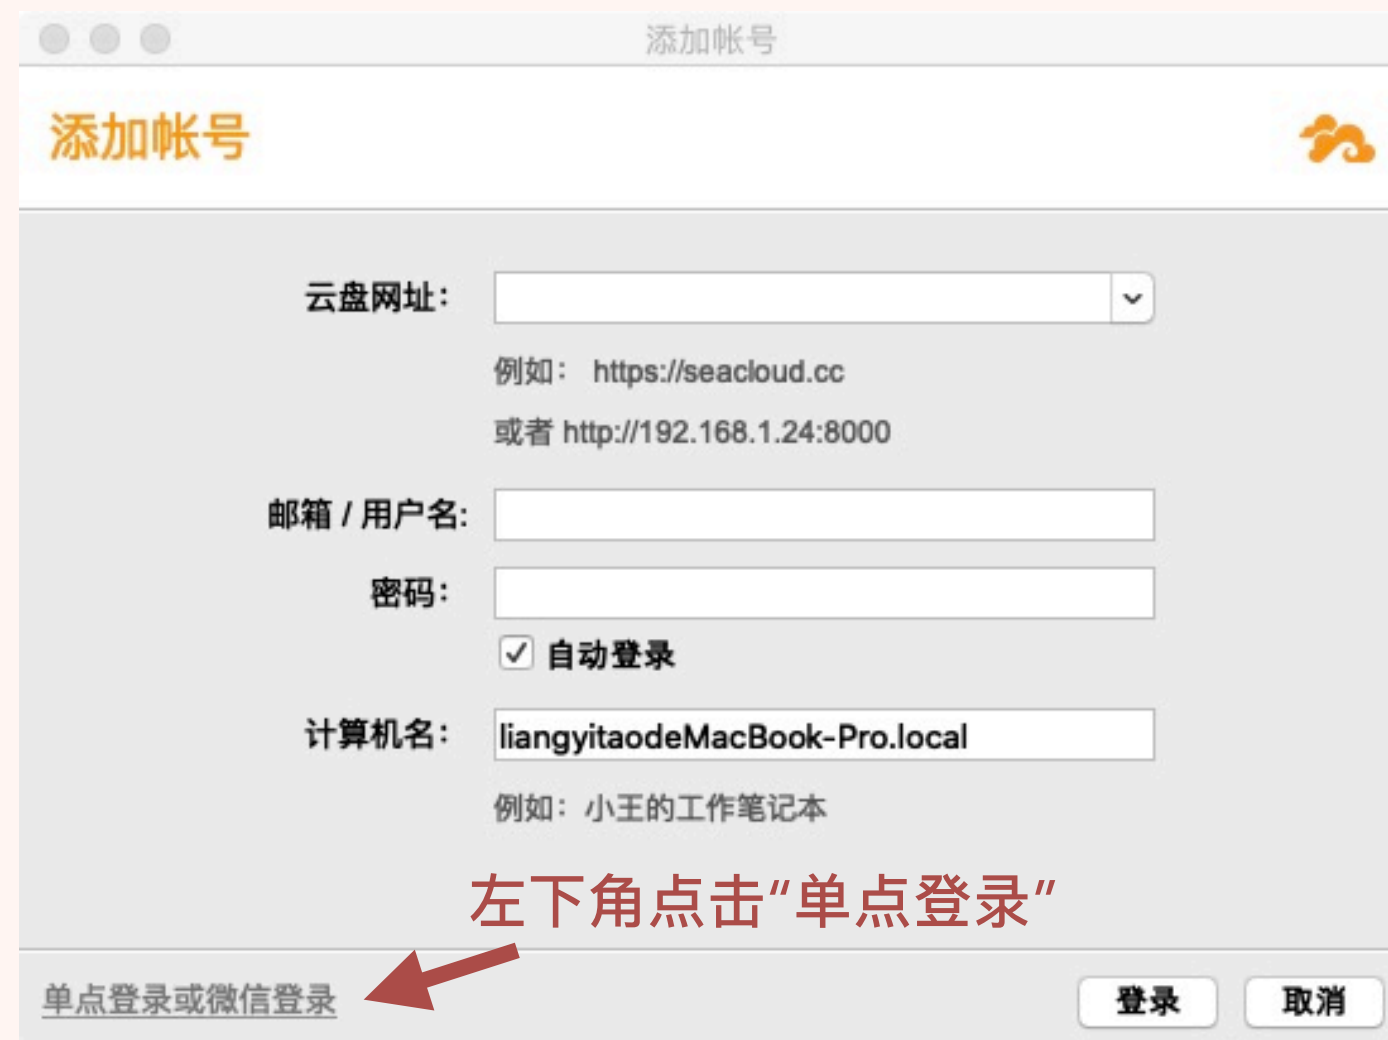 添加帐号
添加帐号
云盘网址：
例如： https://seacloud.cc
或者 http://192.168.1.24:8000
邮箱 / 用户名:
密码：
自动登录
计算机名： liangyitaodeMacBook-Pro.local
例如：小王的工作笔记本
左下角点击“单点登录”
单点登录或微信登录 登录 取消